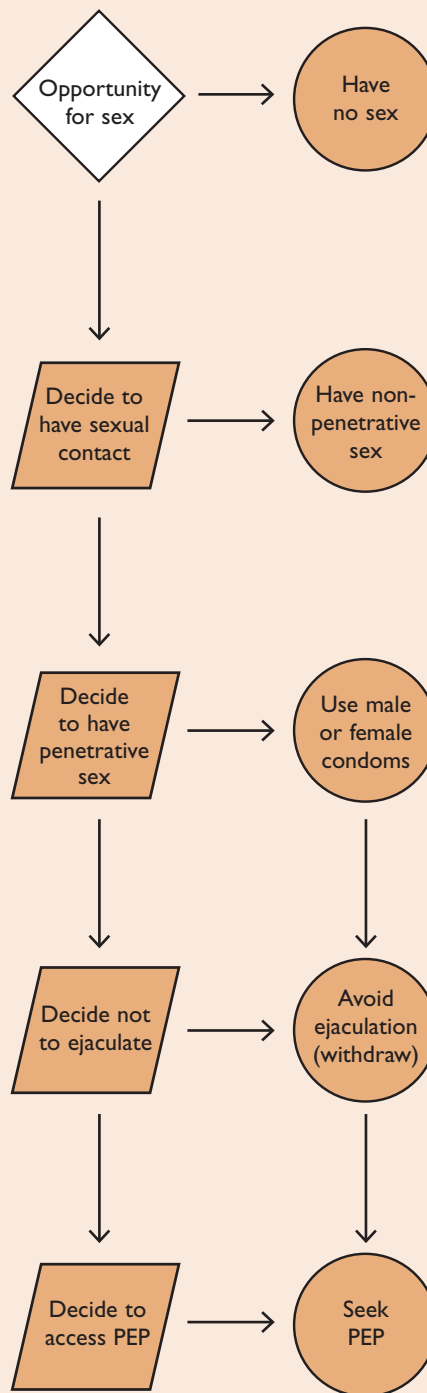 Opportunity
for sex
Have
no sex
Decide to
have sexual
contact
Have non-
penetrative
sex
Decide
to have
penetrative
sex
Use male
or female
condoms
Decide not
to ejaculate
Avoid
ejaculation
(withdraw)
Decide to
access PEP
Seek
PEP